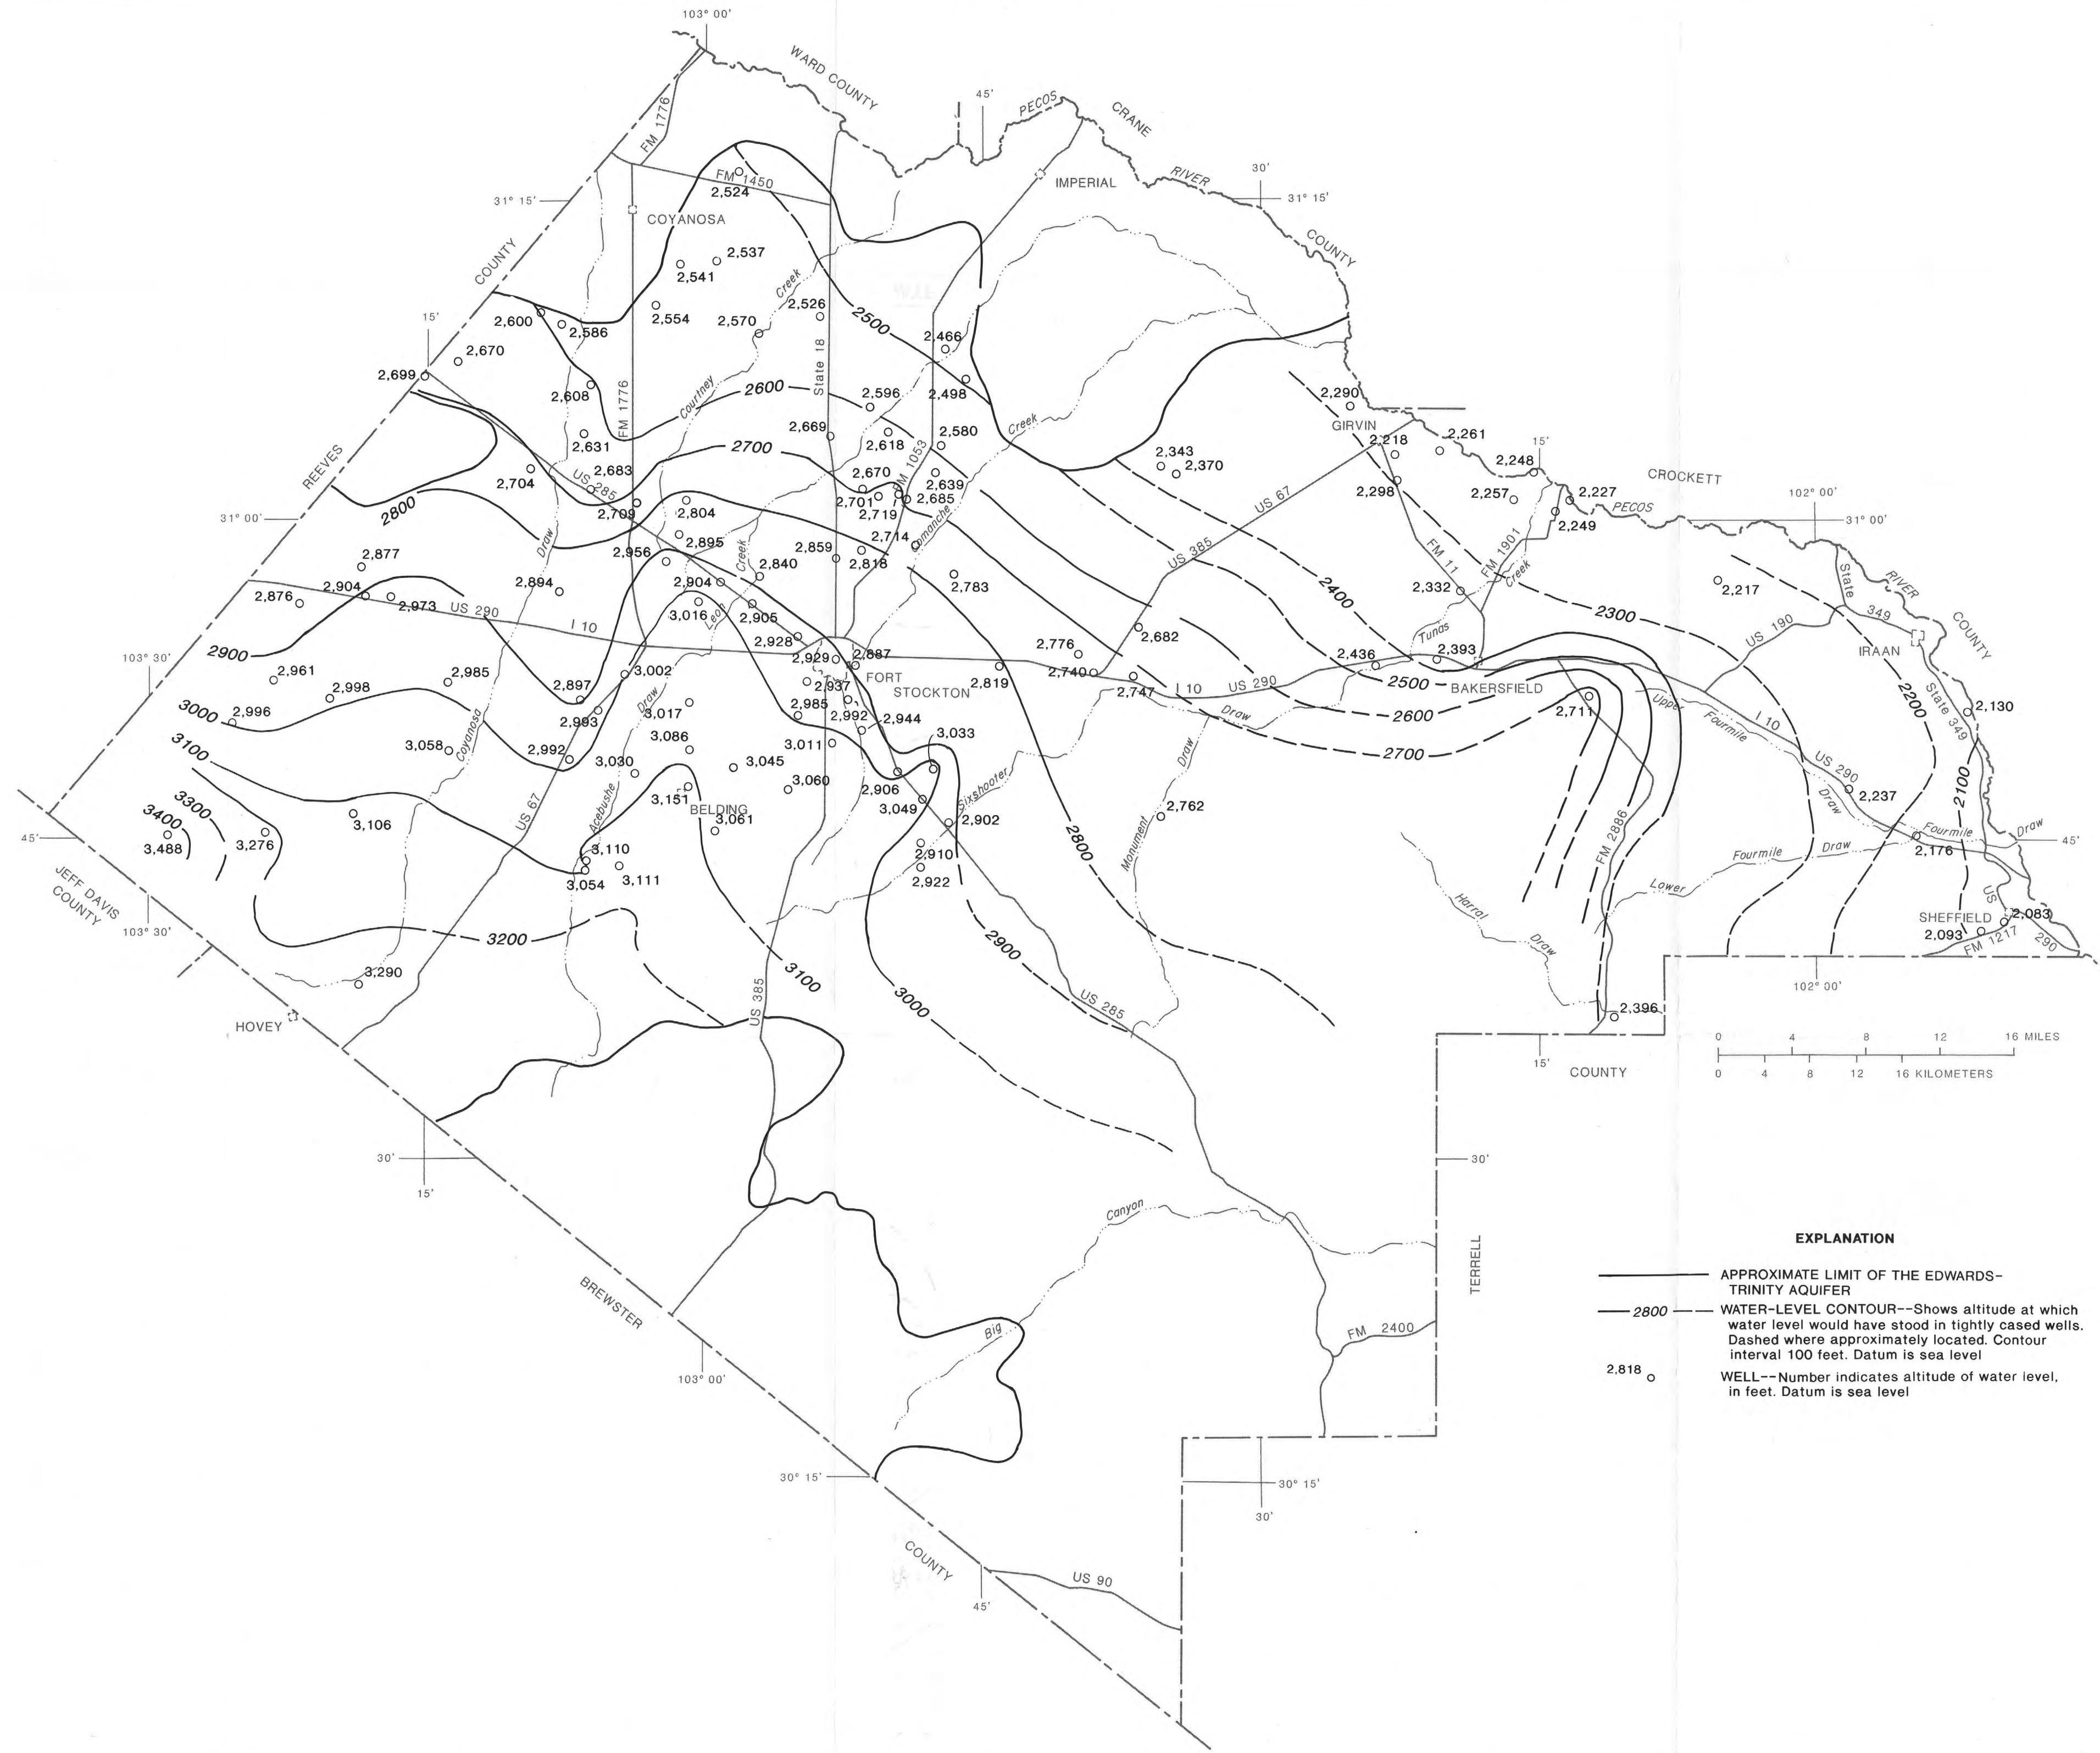 103° 00'
WARD COUNTY
45'
PECOS
CRANE
FM 1776
30'
RIVER
IMPERIAL
FM 1450
2,524
31° 15'
31° 15'
COYANOSA
COUNTY
COUNTY
2,537
2,541
Creek
2,526
2,600
2,586
2,554
2,570
2500
15'
2,466
2,670
2,699
State 18
2600
2,596
2,498
2,608
FM 1776
Courtney
2,290
GIRVIN
2,669
2,618
2,580
Creek
2,218
2,261
15'
2,631
2700
2,343
2,370
2,248
REEVES
2,683
2,704
US 285
2,670
FM 1053
2,639
2,298
2,257
2,227
CROCKETT
102° 00'
2,701
2,685
2,719
US 67
PECOS
31° 00'
2800
2,709
2,804
2,249
31° 00'
Comanche
2,714
2,895
2,859
2,818
Draw
2,956
Creek
US 385
FM 11
FM 1901
Creek
State
RIVER
2,877
2,840
2,783
2,904
2,894
2,904
2400
2,332
2,217
2,876
2,973
US 290
I 10
3,016
Leon
2,905
2300
349
COUNTY
2,928
2,682
Tunas
US 190
IRAAN
2,776
2900
103° 30'
2,929
2,887
2,436
2,393
2,740
2,961
2,985
2,897
3,002
FORT
STOCKTON
2,819
2,747
I 10
US 290
2500
BAKERSFIELD
2,937
2,998
3000
2,996
2,993
Draw
3,017
2,985
2,992
2,944
Draw
2600
2,711
Upper
Fourmile
I 10
2200
State 349
2,130
3100
3,058
Coyanosa
2,992
3,086
3,011
3,033
Draw
2700
3,030
3,045
3,060
2,906
3,049
Sixshooter
US 290
3,151
BELDING
3,061
US 67
Acebushe
3300
3400
3,106
2,902
2,762
Draw
2,237
2100
45'
3,488
3,276
3,110
2,910
2800
Monument
FM 2886
Fourmile
Draw
45'
2,176
Fourmile
Draw
3,054
3,111
2,922
JEFF DAVIS
COUNTY
Lower
Harral
US
103° 30'
3200
2900
Draw
SHEFFIELD
2,083
2,093
FM 1217
290
3,290
3100
3000
US 385
US 285
102° 00'
2,396
HOVEY
0 4 8 12 16 MILES
15'
COUNTY
0 4 8 12 16 KILOMETERS
30'
30'
15'
Canyon
TERRELL
EXPLANATION
APPROXIMATE LIMIT OF THE EDWARDS-
TRINITY AQUIFER
2800
WATER-LEVEL CONTOUR--Shows altitude at which
water level would have stood in tightly cased wells.
Dashed where approximately located. Contour
interval 100 feet. Datum is sea level
2,818
WELL--Number indicates altitude of water level,
in feet. Datum is sea level
BREWSTER
Big
FM 2400
103° 00'
30° 15'
30° 15'
30'
COUNTY
US 90
45'